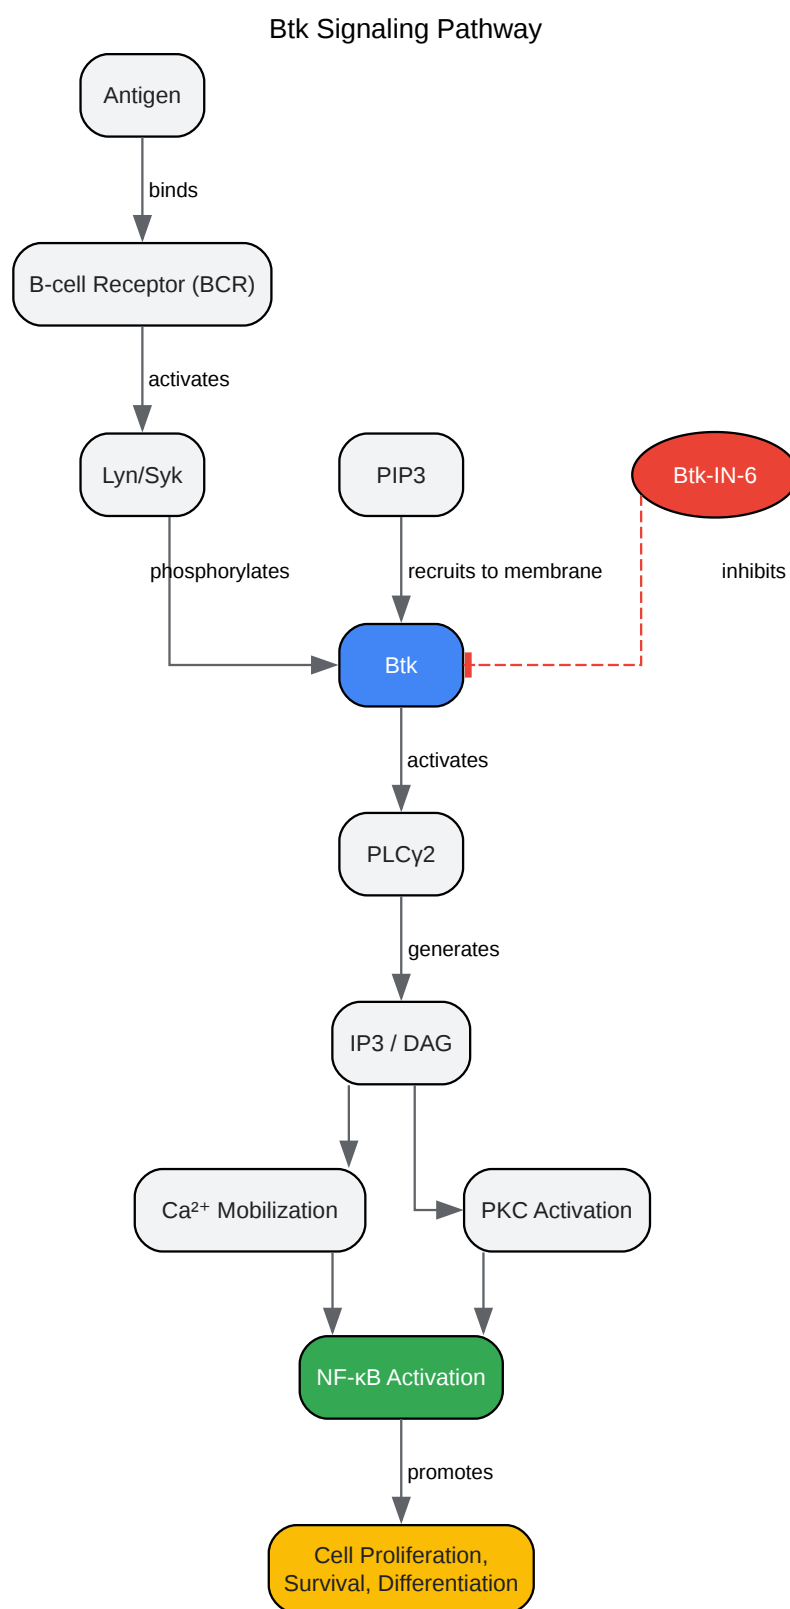 Btk Signaling Pathway
Antigen
binds
B-cell Receptor (BCR)
activates
Lyn/Syk
PIP3
Btk-IN-6
phosphorylates
recruits to membrane
inhibits
Btk
activates
PLCγ2
generates
IP3 / DAG
Ca²⁺ Mobilization
PKC Activation
NF-κB Activation
promotes
Cell Proliferation,
Survival, Differentiation